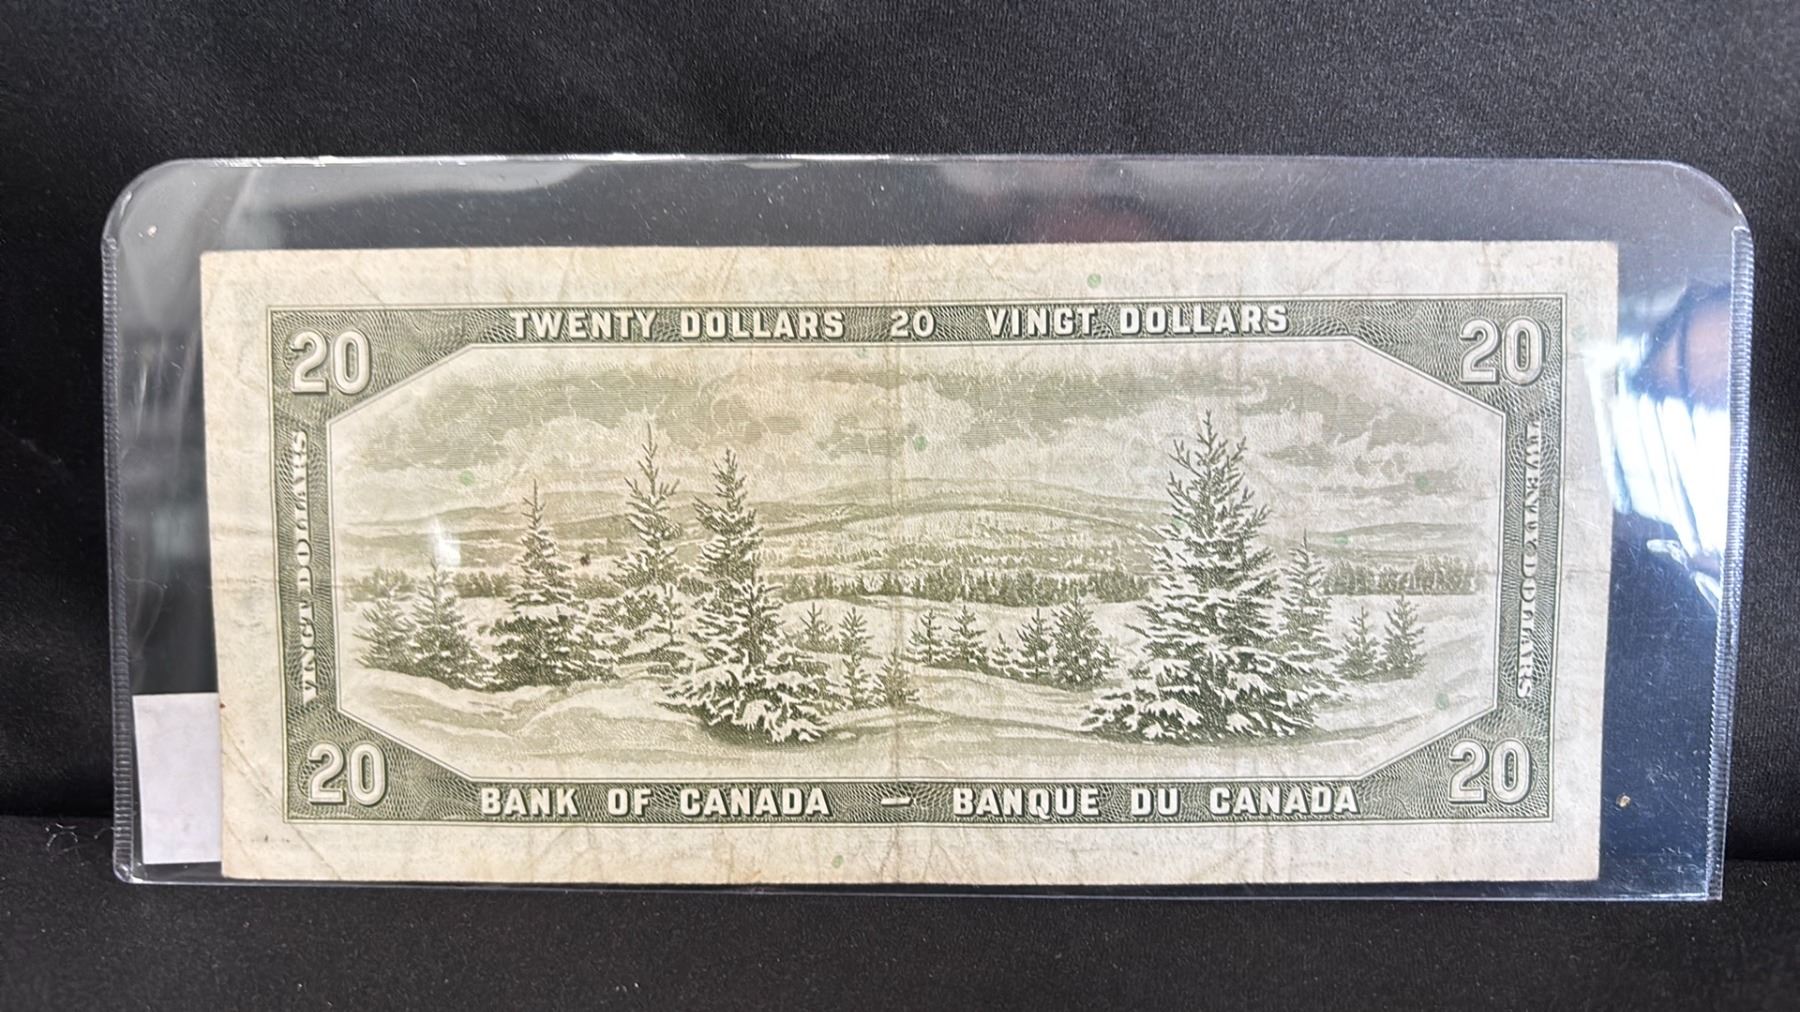 TWENTY DOLLARS 20 VINGT DOLLARS
20
20
VINGT DOLLARS
TWENTY DOLLARS
20
20
BANK OF CANADA – BANQUE DU CANADA